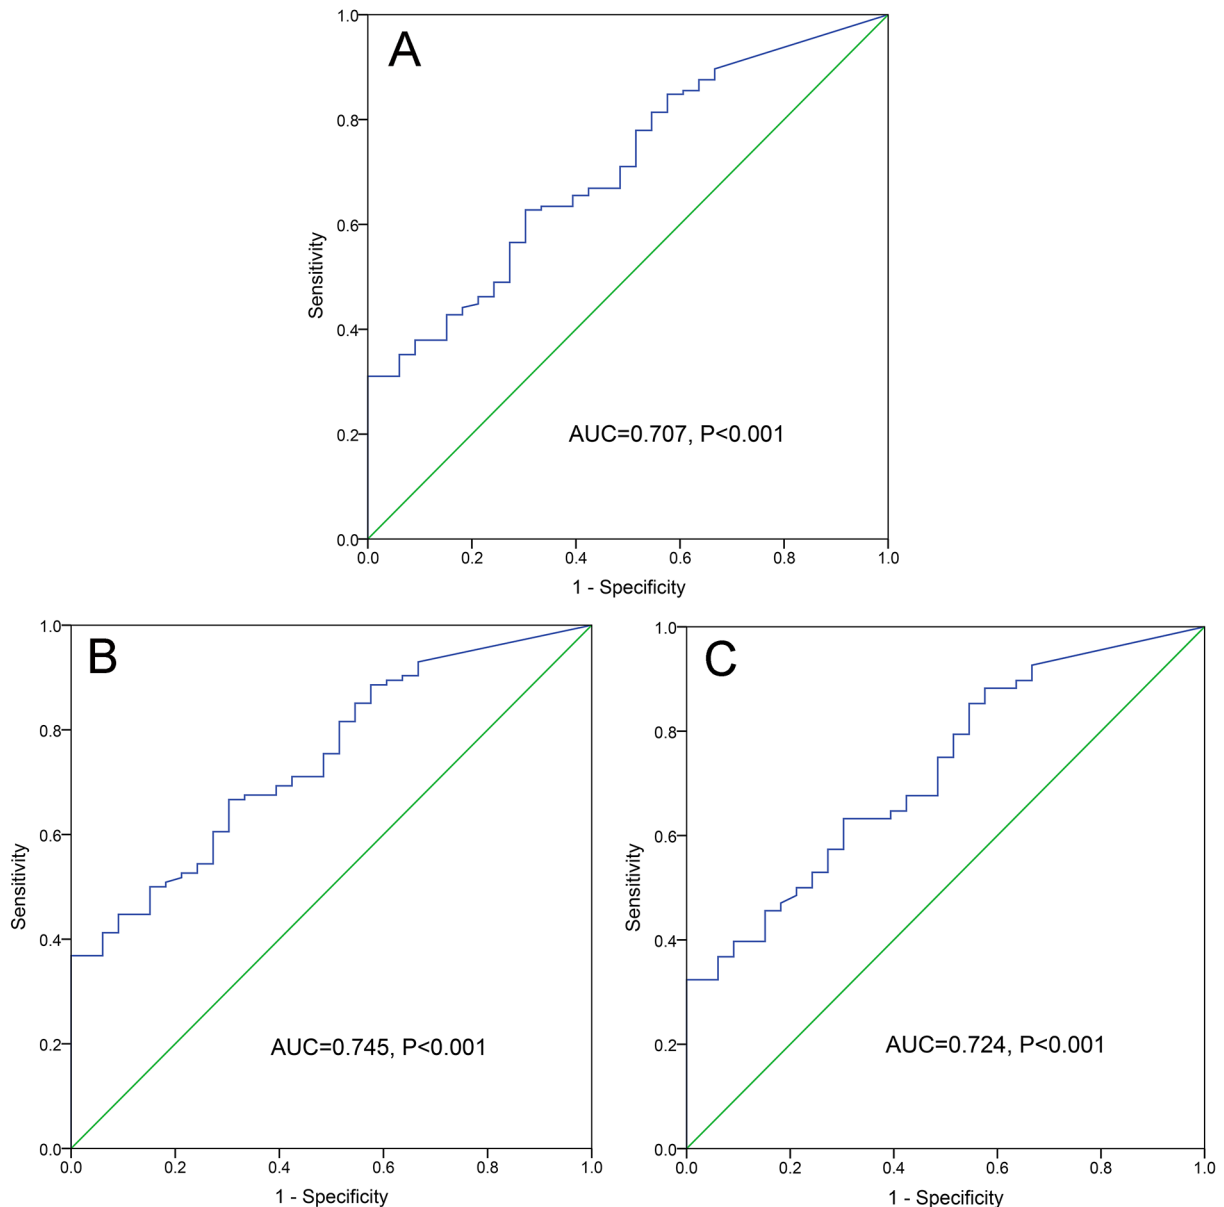 A
1.0
0.8
0.6
0.4
0.2
0.0
Sensitivity
AUC=0.707, P<0.001
0.0 0.2 0.4 0.6 0.8 1.0
1 - Specificity
B
1.0
0.8
0.6
0.4
0.2
0.0
Sensitivity
AUC=0.745, P<0.001
0.0 0.2 0.4 0.6 0.8 1.0
1 - Specificity
C
1.0
0.8
0.6
0.4
0.2
0.0
Sensitivity
AUC=0.724, P<0.001
0.0 0.2 0.4 0.6 0.8 1.0
1 - Specificity